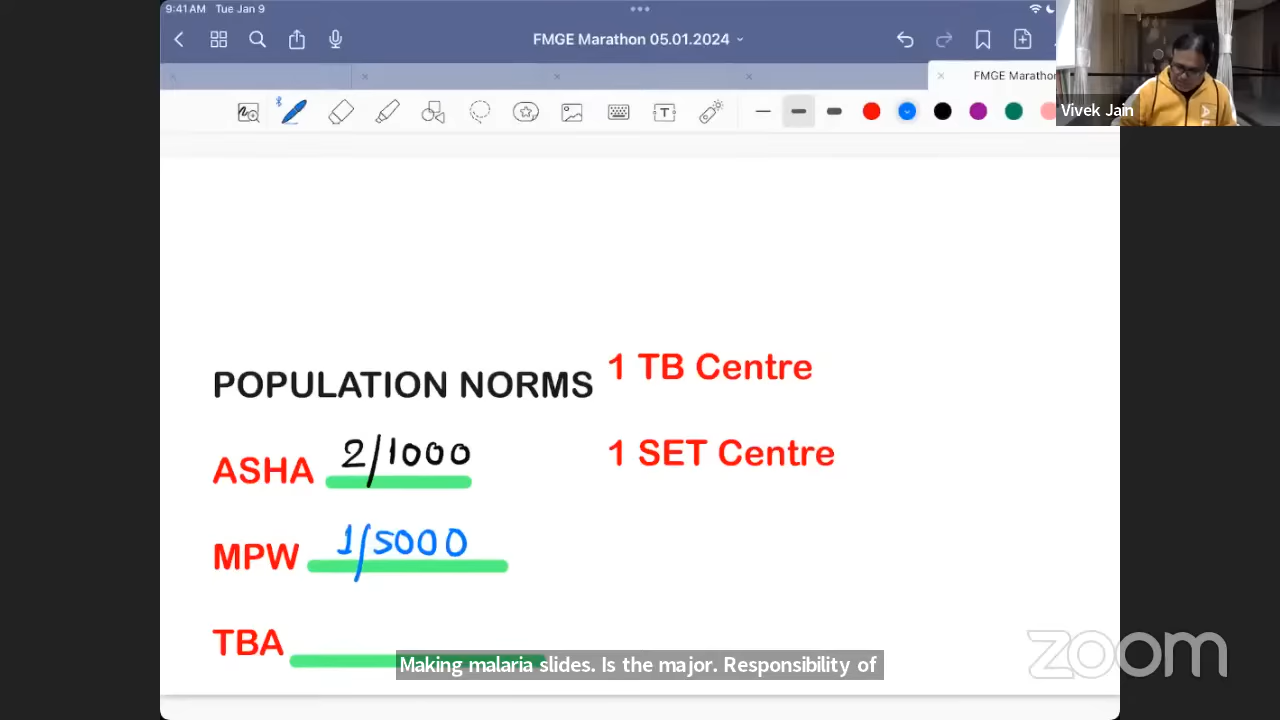 9:41 AM Tue Jan 9
FMGE Marathon 05.01.2024
FMGE Marathon
T
Vivek Jain
POPULATION NORMS
1 TB Centre
ASHA 2/1000
1 SET Centre
MPW 1/5000
TBA
Making malaria slides. Is the major. Responsibility of
zoom